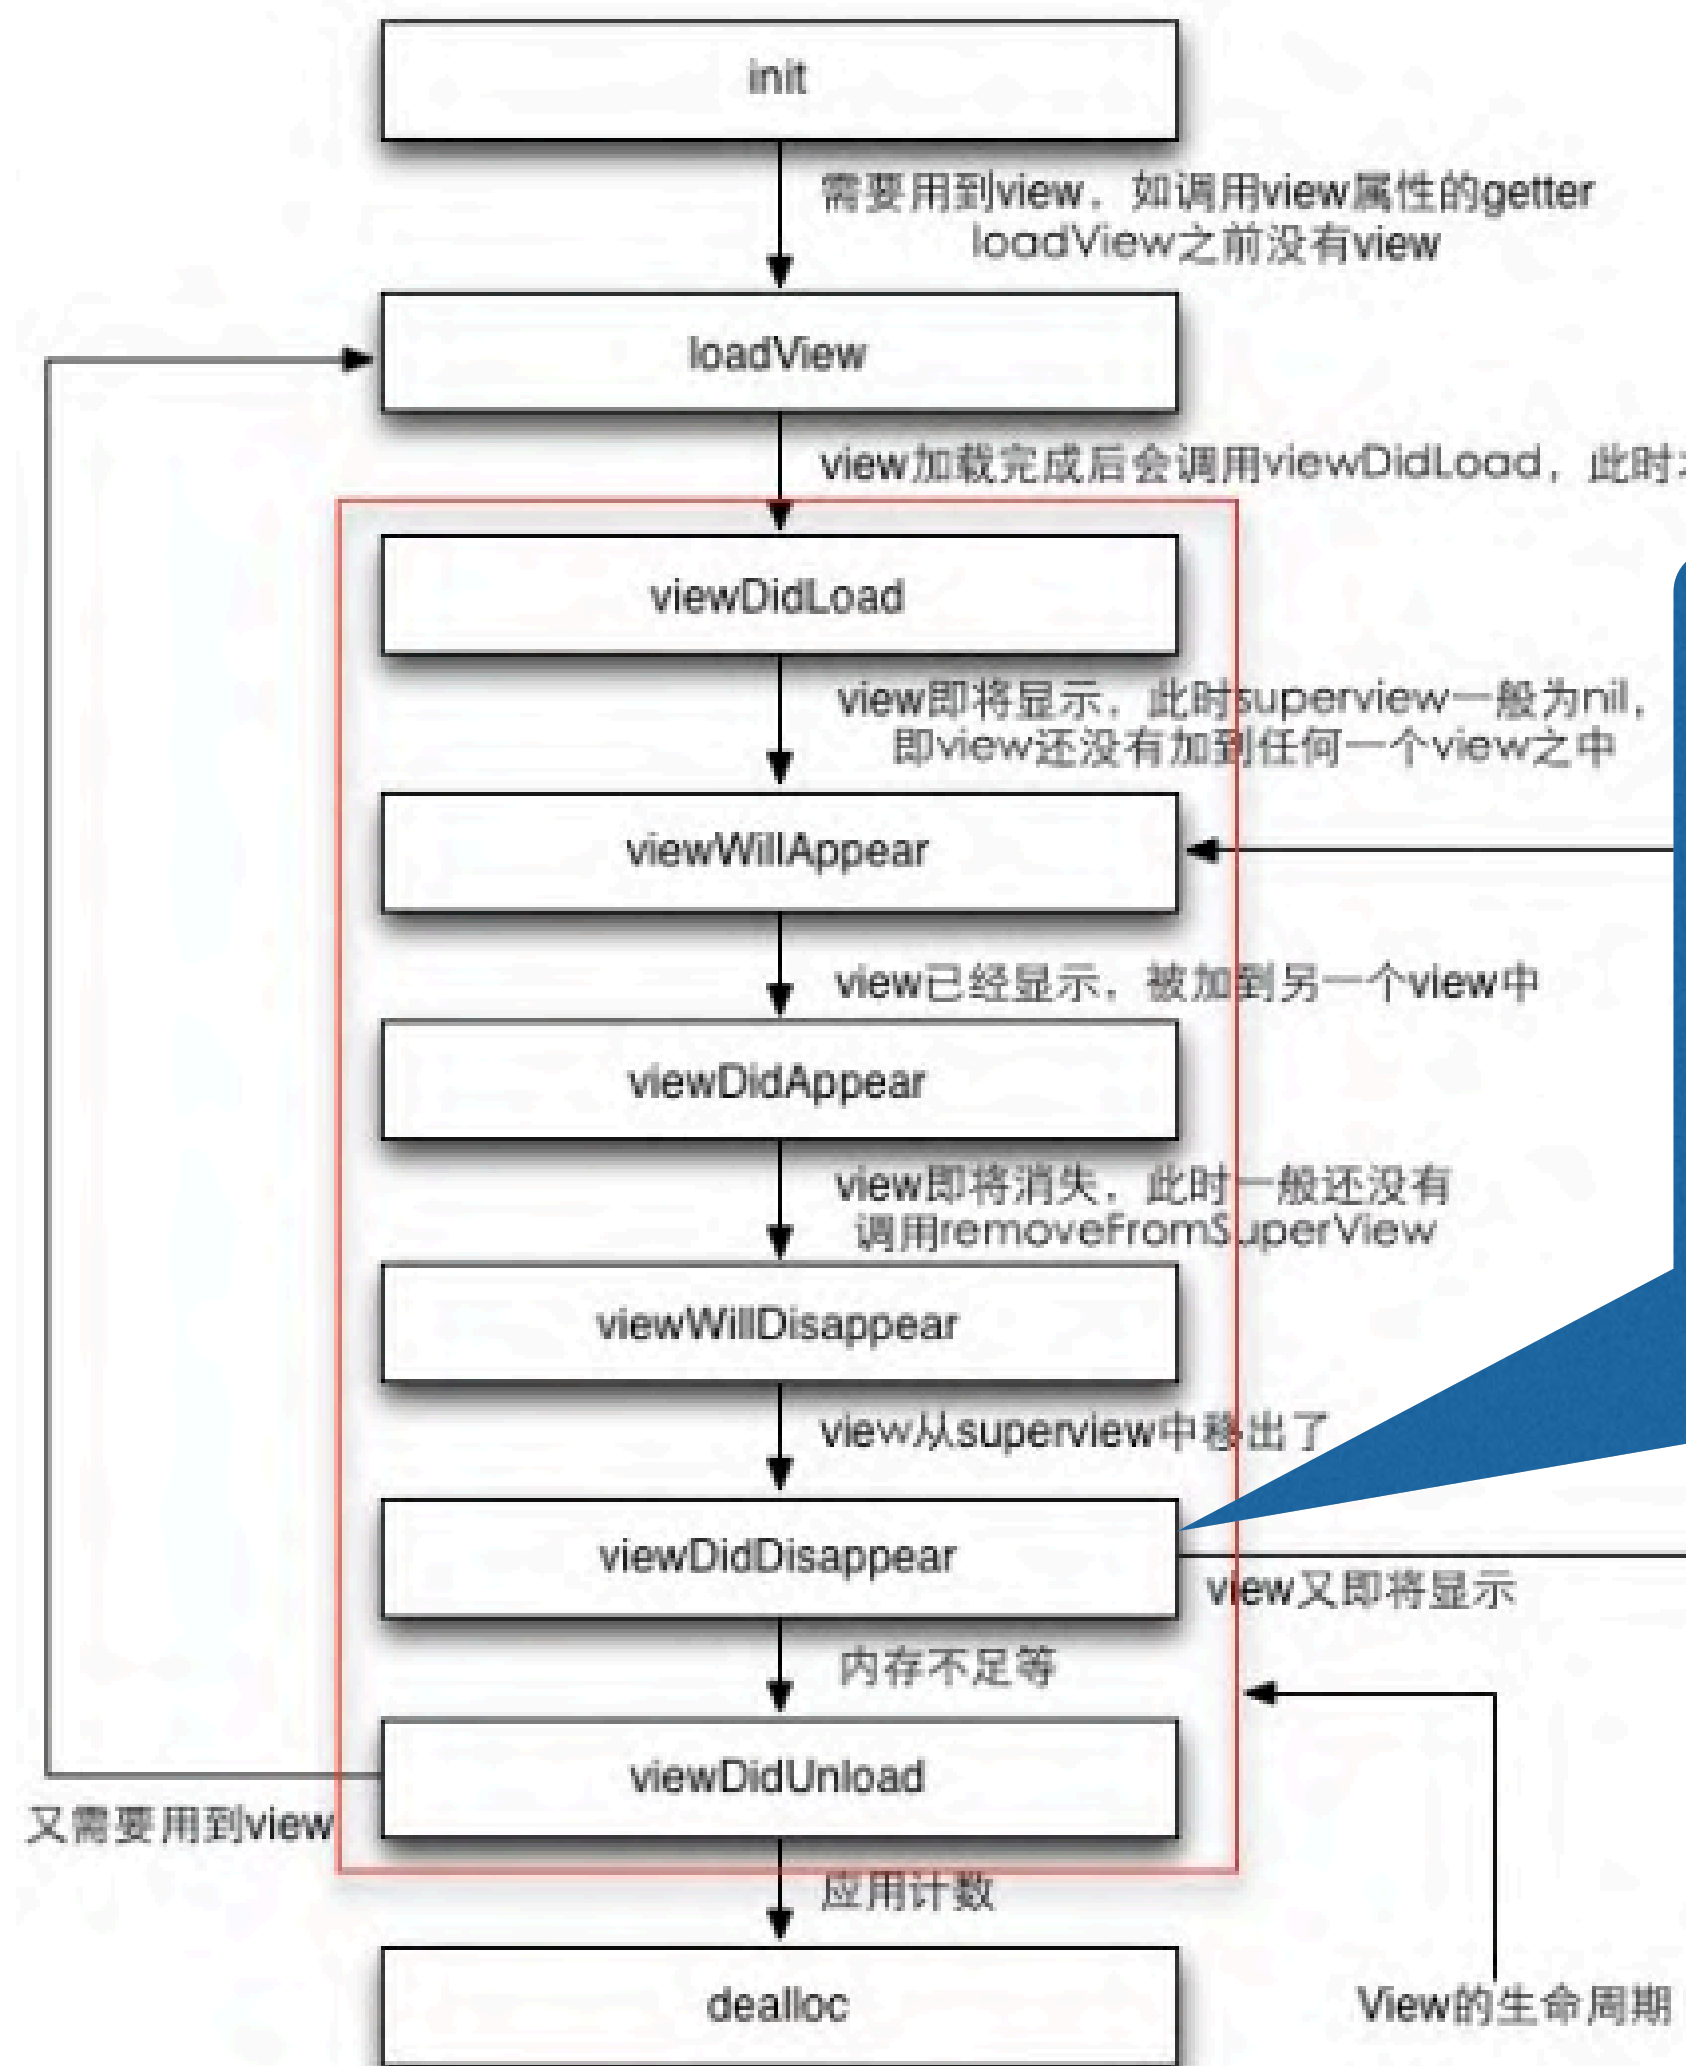 init
需要用到view，如调用view属性的getter
loadView之前没有view
loadView
view加载完成后会调用viewDidLoad，此时
viewDidLoad
view即将显示，此时superview一般为nil，
即view还没有加到任何一个view之中
viewWillAppear
view已经显示，被加到另一个view中
viewDidAppear
view即将消失，此时一般还没有
调用removeFromSuperView
viewWillDisappear
view从superview中移出了
viewDidDisappear
view又即将显示
内存不足等
viewDidUnload
又需要用到view
应用计数
dealloc
View的生命周期